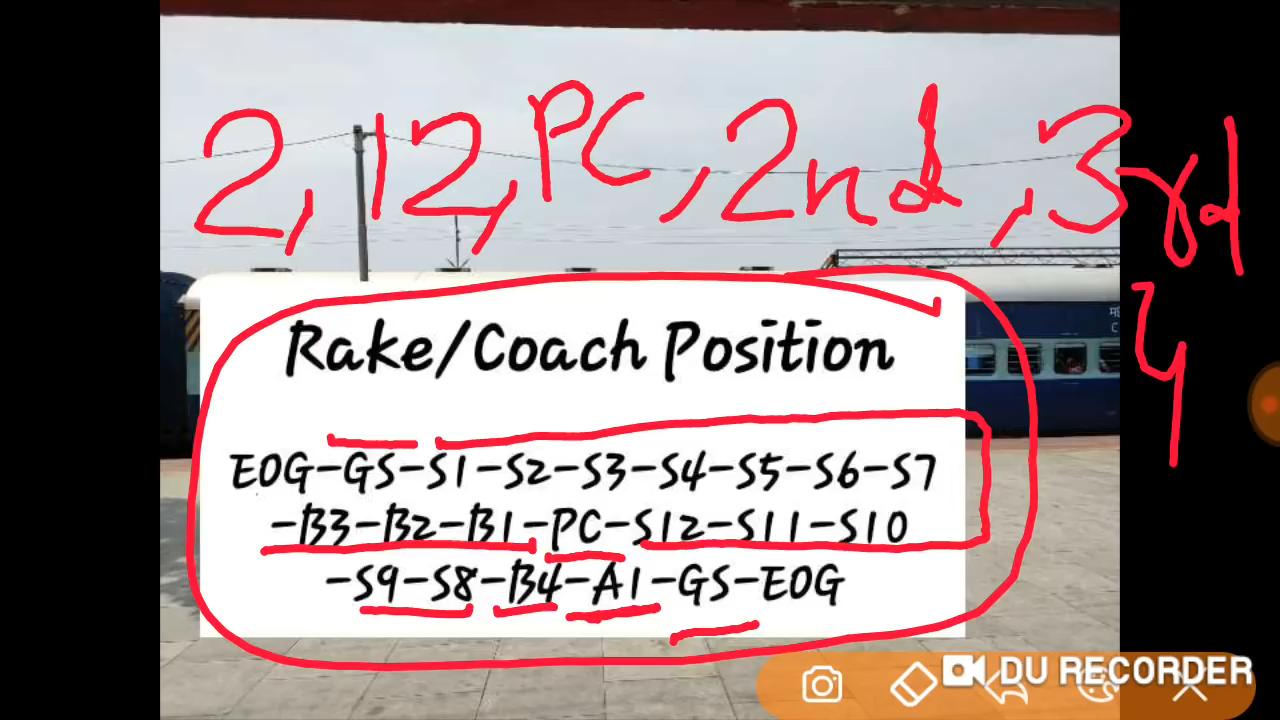 2, 12, PC, 2nd, 3rd
4
Rake/Coach Position
EOG-GS-S1-S2-S3-S4-S5-S6-S7
-B3-B2-B1-PC-S12-S11-S10
-S9-S8-B4-A1-GS-EOG
DU RECORDER